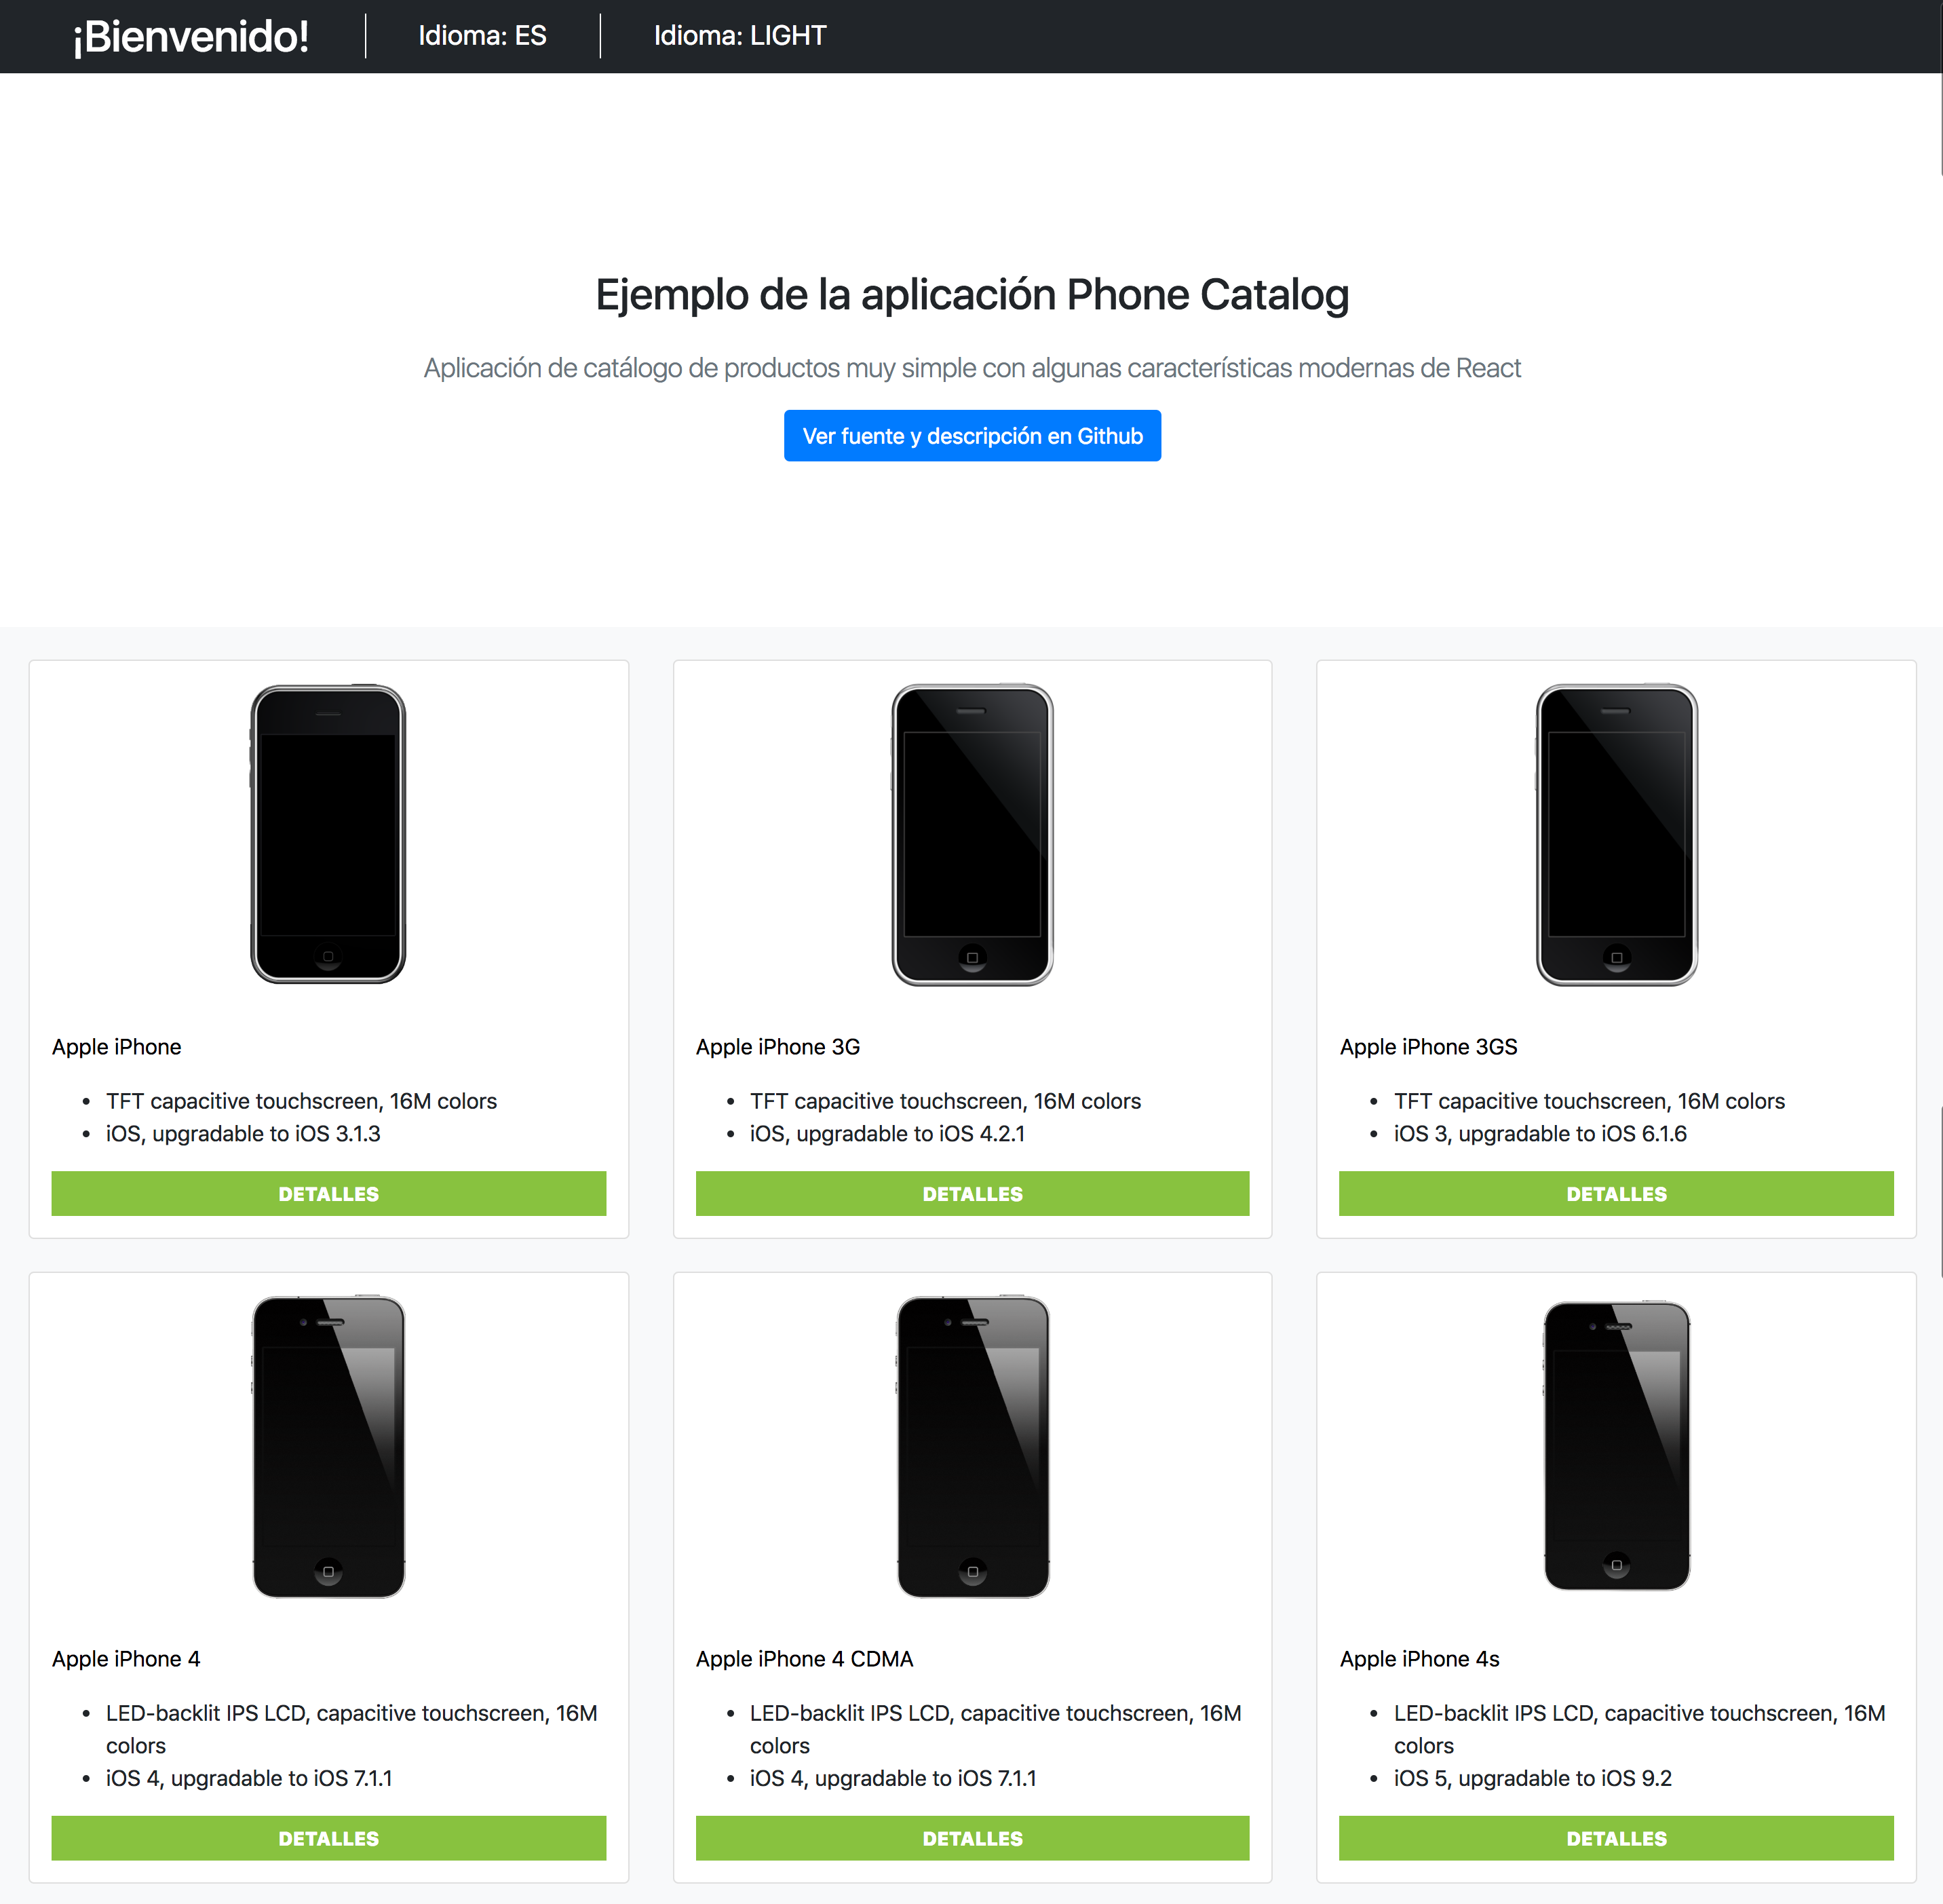 ¡Bienvenido!
Idioma: ES
Idioma: LIGHT
Ejemplo de la aplicación Phone Catalog
Aplicación de catálogo de productos muy simple con algunas características modernas de React
Ver fuente y descripción en Github
Apple iPhone
TFT capacitive touchscreen, 16M colors
iOS, upgradable to iOS 3.1.3
DETALLES
Apple iPhone 3G
TFT capacitive touchscreen, 16M colors
iOS, upgradable to iOS 4.2.1
DETALLES
Apple iPhone 3GS
TFT capacitive touchscreen, 16M colors
iOS 3, upgradable to iOS 6.1.6
DETALLES
Apple iPhone 4
LED-backlit IPS LCD, capacitive touchscreen, 16M
colors
iOS 4, upgradable to iOS 7.1.1
DETALLES
Apple iPhone 4 CDMA
LED-backlit IPS LCD, capacitive touchscreen, 16M
colors
iOS 4, upgradable to iOS 7.1.1
DETALLES
Apple iPhone 4s
LED-backlit IPS LCD, capacitive touchscreen, 16M
colors
iOS 5, upgradable to iOS 9.2
DETALLES